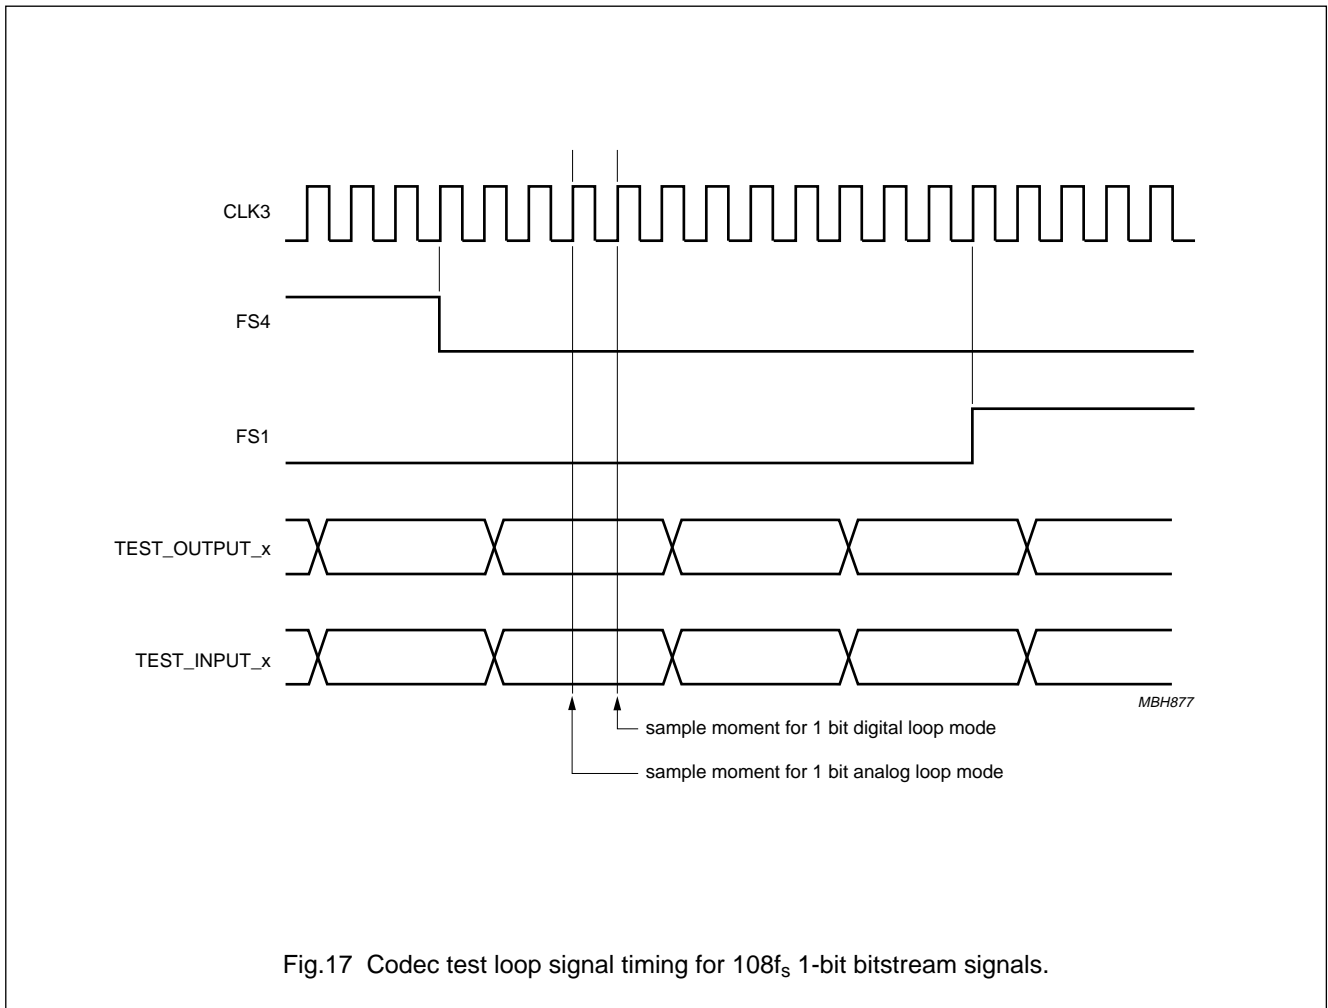 CLK3
FS4
FS1
TEST_OUTPUT_x
TEST_INPUT_x
MBH877
sample moment for 1 bit digital loop mode
sample moment for 1 bit analog loop mode
Fig.17 Codec test loop signal timing for 108fs 1-bit bitstream signals.